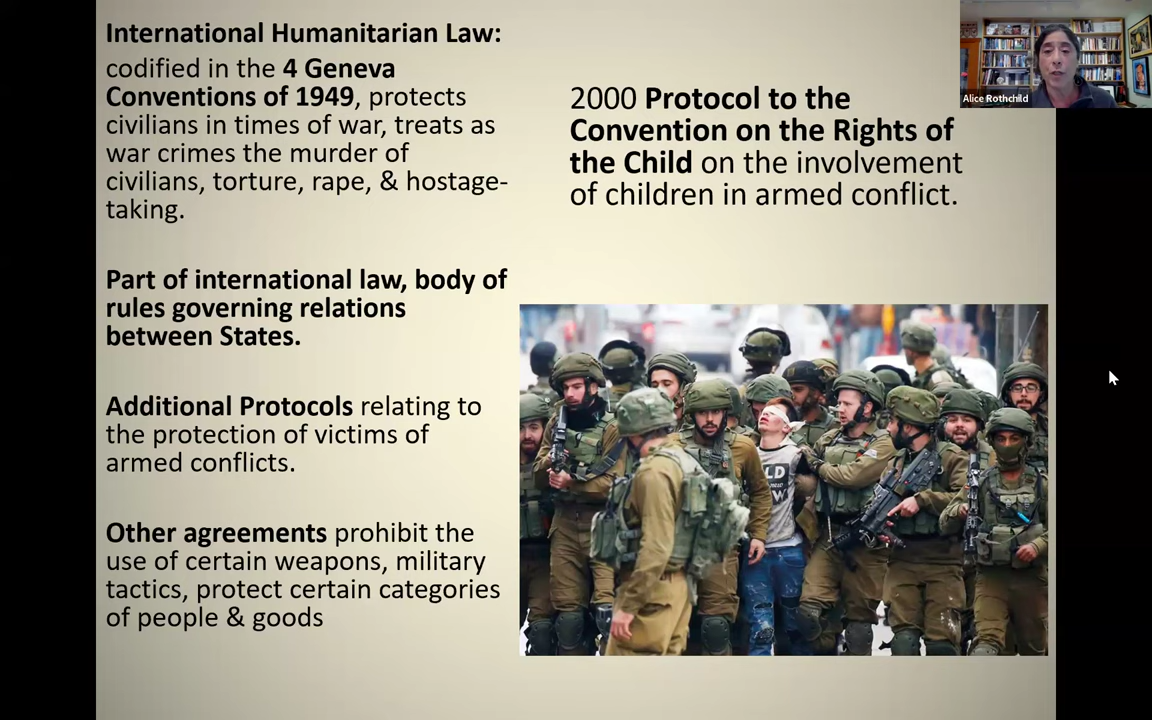 International Humanitarian Law:
codified in the 4 Geneva
Conventions of 1949, protects
civilians in times of war, treats as
war crimes the murder of
civilians, torture, rape, & hostage-
taking.
Part of international law, body of
rules governing relations
between States.
Additional Protocols relating to
the protection of victims of
armed conflicts.
Other agreements prohibit the
use of certain weapons, military
tactics, protect certain categories
of people & goods
2000 Protocol to the
Convention on the Rights of
the Child on the involvement
of children in armed conflict.
Alice Rothchild
LD